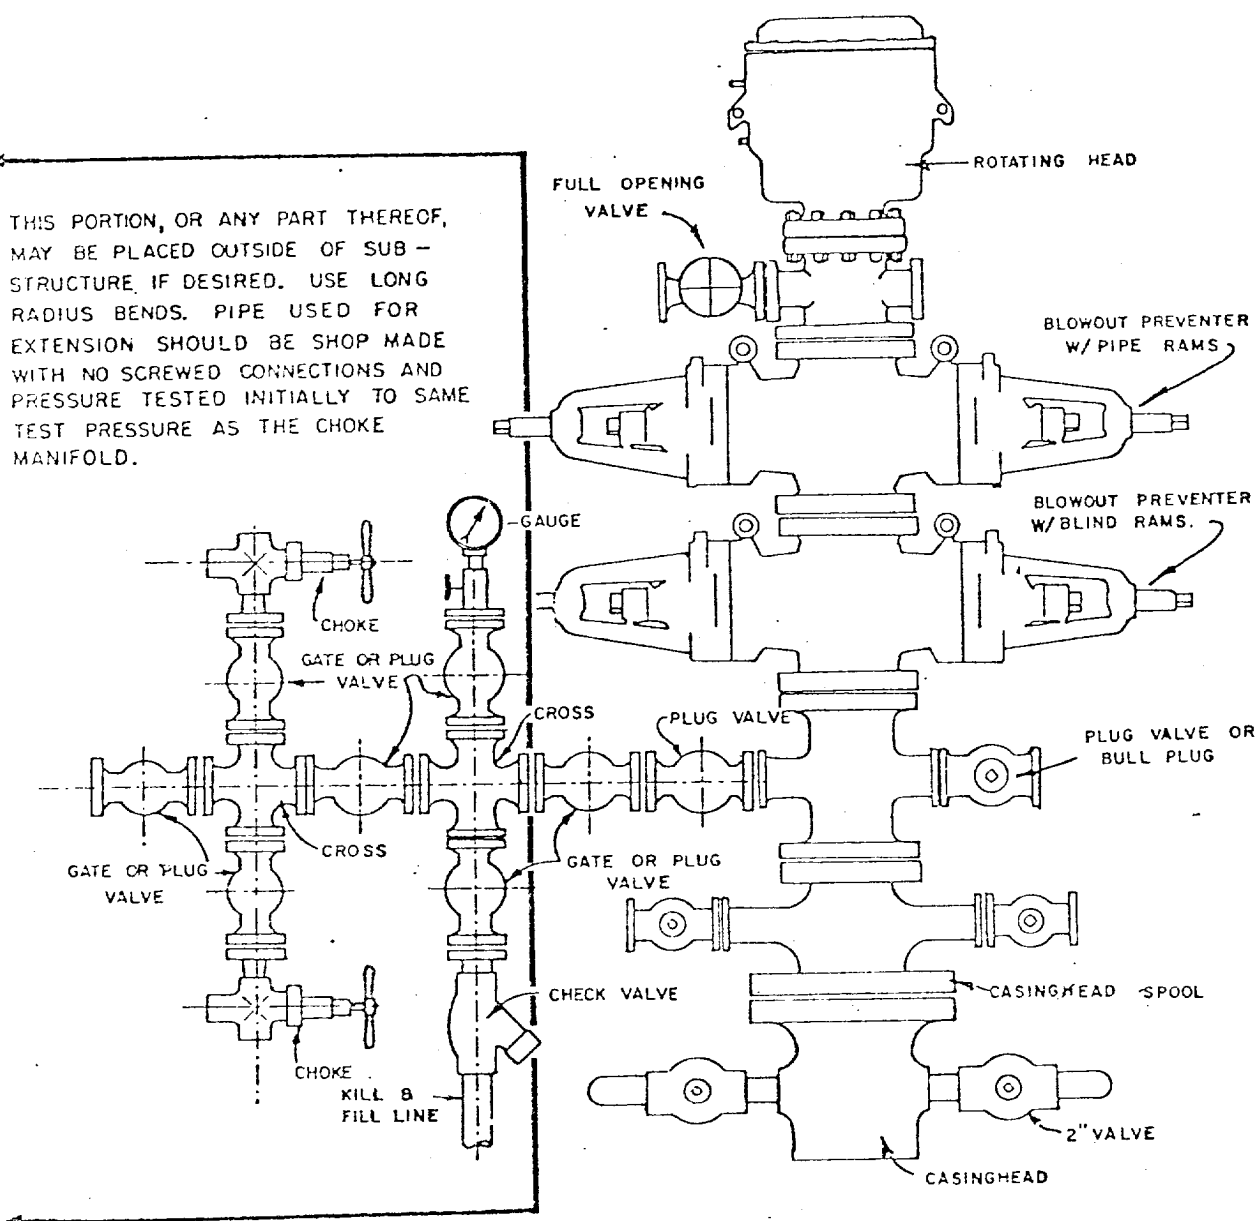 ROTATING HEAD
FULL OPENING
VALVE
THIS PORTION, OR ANY PART THEREOF,
MAY BE PLACED OUTSIDE OF SUB-
STRUCTURE IF DESIRED. USE LONG
RADIUS BENDS. PIPE USED FOR
EXTENSION SHOULD BE SHOP MADE
WITH NO SCREWED CONNECTIONS AND
PRESSURE TESTED INITIALLY TO SAME
TEST PRESSURE AS THE CHOKE
MANIFOLD.
BLOWOUT PREVENTER
W/ PIPE RAMS
BLOWOUT PREVENTER
W/BLIND RAMS.
GAUGE
CHOKE
GATE OR PLUG
VALVE
CROSS
PLUG VALVE
PLUG VALVE OR
BULL PLUG
CROSS
GATE OR PLUG
VALVE
GATE OR PLUG
VALVE
CHECK VALVE
CASINGHEAD SPOOL
CHOKE
KILL &
FILL LINE
2" VALVE
CASINGHEAD